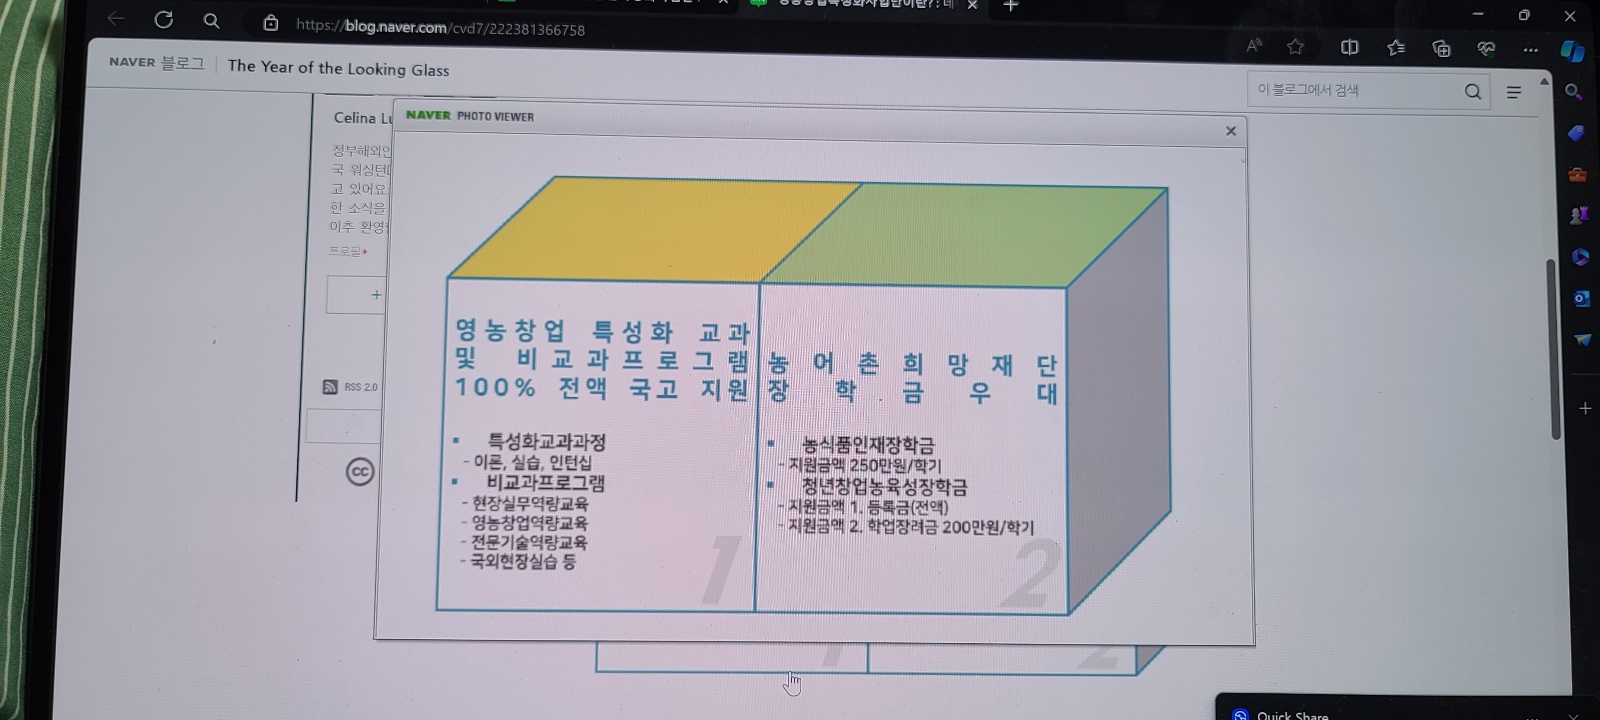 https://blog.naver.com/cvd7/222381366758
NAVER 블로그 | The Year of the Looking Glass
이 블로그에서 검색
Celina
정부해외인
국 워싱턴
고 있어요
한 소식을
이추 환영
프로필
RSS 2.0
cc
NAVER PHOTO VIEWER
영농창업 특성화 교과
및 비교과프로그램
100% 전액 국고 지원
▪ 특성화교과과정
- 이론, 실습, 인턴십
▪ 비교과프로그램
- 현장실무역량교육
- 영농창업역량교육
- 전문기술역량교육
- 국외현장실습 등
1
농어촌희망재단
장학금우대
▪ 농식품인재장학금
- 지원금액 250만원/학기
▪ 청년창업농육성장학금
- 지원금액 1. 등록금(전액)
- 지원금액 2. 학업장려금 200만원/학기
2
Quick Share